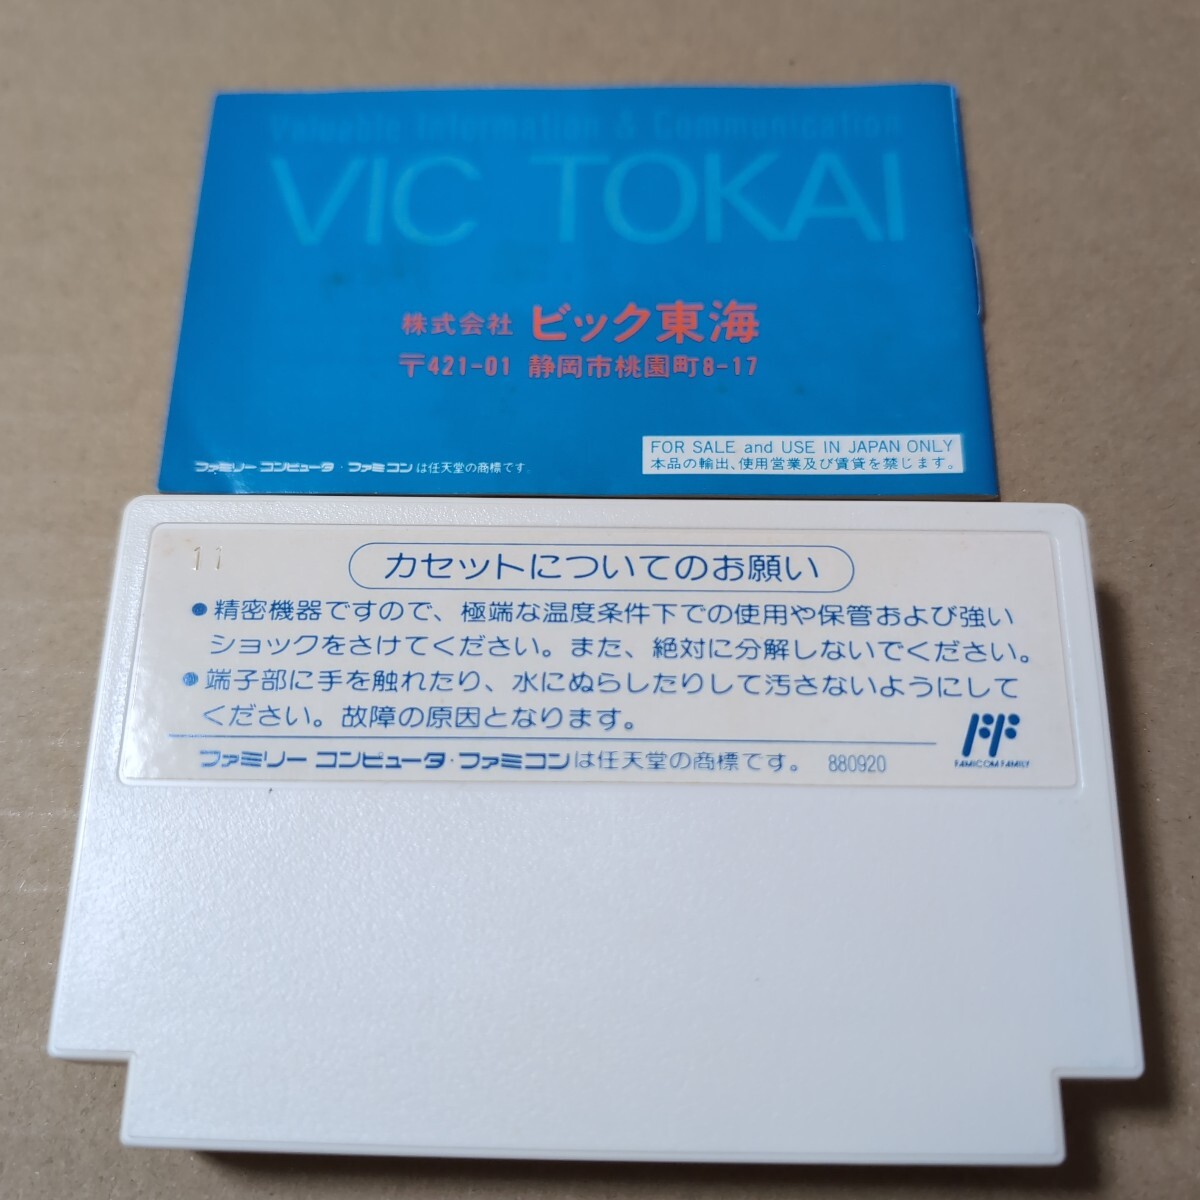 Valuable Information & Communication
VIC TOKAI
株式会社 ビック東海
〒421-01 静岡市桃園町8-17
FOR SALE and USE IN JAPAN ONLY
本品の輸出、使用営業及び賃貸を禁じます。
ファミリーコンピュータ・ファミコンは任天堂の商標です。
11
カセットについてのお願い
●精密機器ですので、極端な温度条件下での使用や保管および強い
ショックをさけてください。また、絶対に分解しないでください。
●端子部に手を触れたり、水にぬらしたりして汚さないようにして
ください。故障の原因となります。
ファミリーコンピュータ・ファミコンは任天堂の商標です。 880920
FAMICOM FAMILY